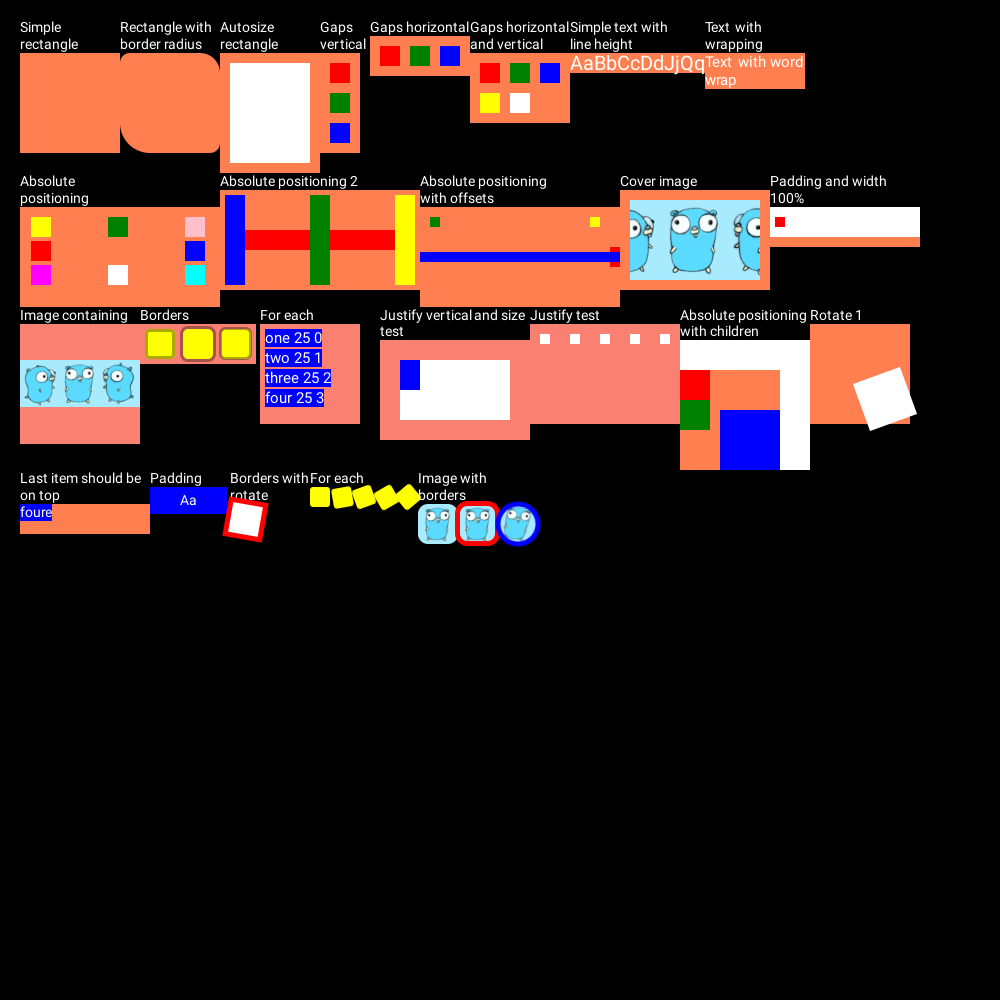 Simple
rectangle
Rectangle with
border radius
Autosize
rectangle
Gaps
vertical
Gaps horizontal
Gaps horizontal
and vertical
Simple text with
line height
AaBbCcDdJjQq
Text with
wrapping
Text with word
wrap
Absolute
positioning
Absolute positioning 2
Absolute positioning
with offsets
Cover image
Padding and width
100%
Image containing
Borders
For each
one 25 0
two 25 1
three 25 2
four 25 3
Justify vertical and size
test
Justify test
Absolute positioning
with children
Rotate 1
Last item should be
on top
foure
Padding
Aa
Borders with
rotate
For each
Image with
borders